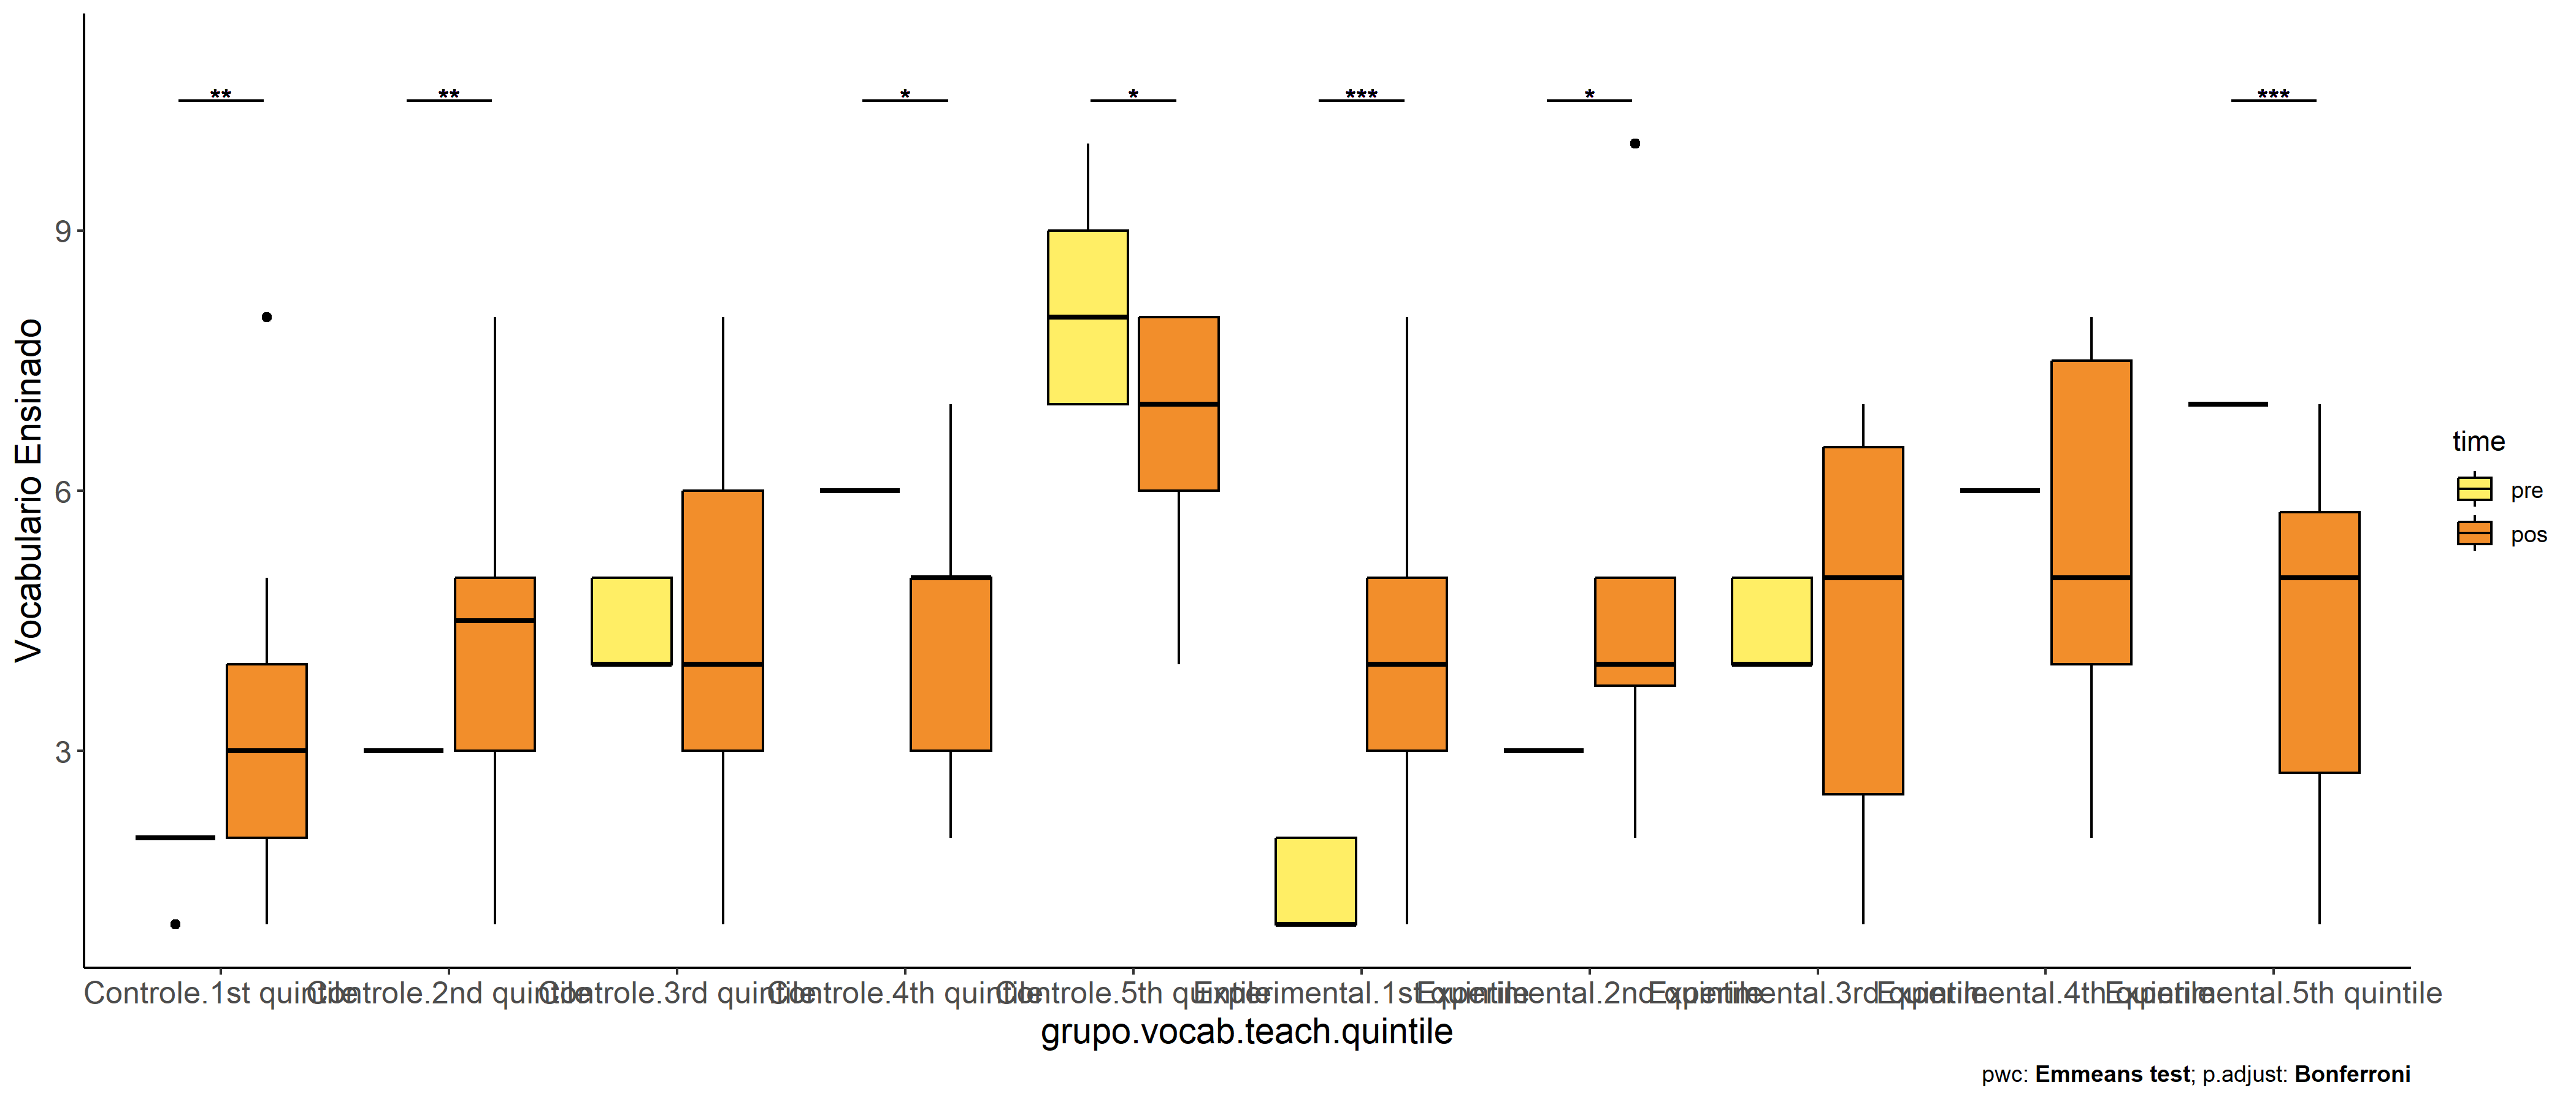 ** ** * * *** * ***
Vocabulario Ensinado
9
6
3
time
pre
pos
Controle.1st quintile
Controle.2nd quintile
Controle.3rd quintile
Controle.4th quintile
Controle.5th quintile
Experimental.1st quintile
Experimental.2nd quintile
Experimental.3rd quintile
Experimental.4th quintile
Experimental.5th quintile
grupo.vocab.teach.quintile
pwc: Emmeans test; p.adjust: Bonferroni